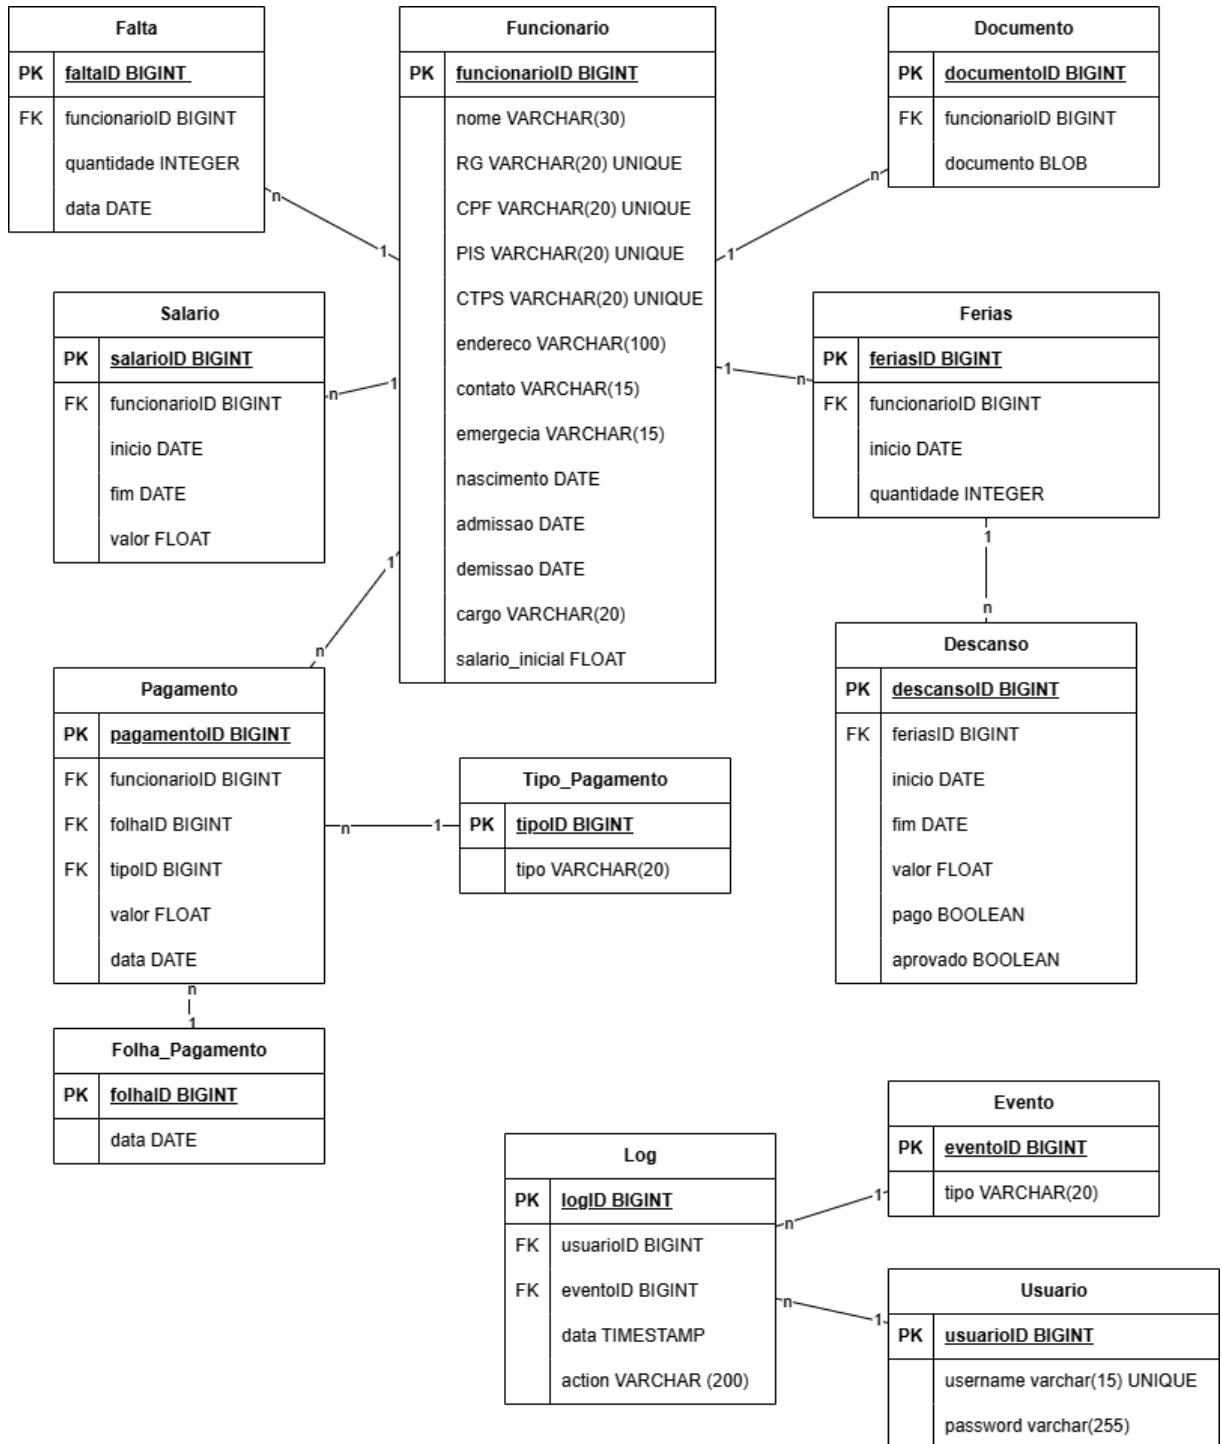 Falta
PK faltaID BIGINT
FK funcionarioID BIGINT
quantidade INTEGER
data DATE
n
1
Funcionario
PK funcionarioID BIGINT
nome VARCHAR(30)
RG VARCHAR(20) UNIQUE
CPF VARCHAR(20) UNIQUE
PIS VARCHAR(20) UNIQUE
CTPS VARCHAR(20) UNIQUE
endereco VARCHAR(100)
contato VARCHAR(15)
emergecia VARCHAR(15)
nascimento DATE
admissao DATE
demissao DATE
cargo VARCHAR(20)
salario_inicial FLOAT
Documento
PK documentoID BIGINT
FK funcionarioID BIGINT
documento BLOB
n
1
Salario
PK salarioID BIGINT
FK funcionarioID BIGINT
inicio DATE
fim DATE
valor FLOAT
n
1
Ferias
PK feriasID BIGINT
FK funcionarioID BIGINT
inicio DATE
quantidade INTEGER
1
n
1
n
Descanso
PK descansoID BIGINT
FK feriasID BIGINT
inicio DATE
fim DATE
valor FLOAT
pago BOOLEAN
aprovado BOOLEAN
1
n
Pagamento
PK pagamentoID BIGINT
FK funcionarioID BIGINT
FK folhaID BIGINT
FK tipoID BIGINT
valor FLOAT
data DATE
n
1
Tipo_Pagamento
PK tipoID BIGINT
tipo VARCHAR(20)
n
1
Folha_Pagamento
PK folhaID BIGINT
data DATE
Log
PK logID BIGINT
FK usuarioID BIGINT
FK eventoID BIGINT
data TIMESTAMP
action VARCHAR (200)
n
1
Evento
PK eventoID BIGINT
tipo VARCHAR(20)
n
1
Usuario
PK usuarioID BIGINT
username varchar(15) UNIQUE
password varchar(255)